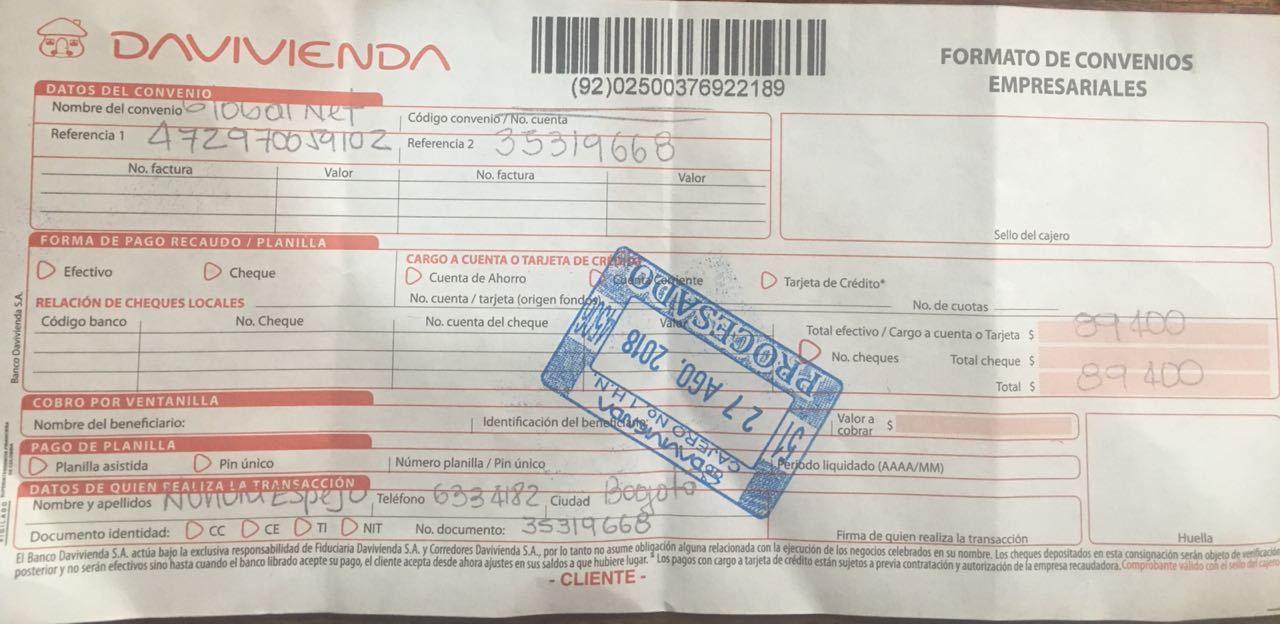 DAVIVIENDA
(92)02500376922189
FORMATO DE CONVENIOS
EMPRESARIALES
DATOS DEL CONVENIO
Nombre del convenio Global Net
Código convenio / No. cuenta
Referencia 1 472970059102 Referencia 2 35319668
No. factura Valor No. factura Valor
Sello del cajero
FORMA DE PAGO RECAUDO / PLANILLA
CARGO A CUENTA O TARJETA DE CRÉDITO
Efectivo Cheque Cuenta de Ahorro Cuenta Corriente Tarjeta de Crédito*
No. cuenta / tarjeta (origen fondos) No. de cuotas
RELACIÓN DE CHEQUES LOCALES
Código banco No. Cheque No. cuenta del cheque Valor
Total efectivo / Cargo a cuenta o Tarjeta $ 89400
No. cheques Total cheque $
Total $ 89400
PROCESADO
27 AGO. 2018
DAVIVIENDA
CAJERO No. 1 H.N.
51
COBRO POR VENTANILLA
Nombre del beneficiario: Identificación del beneficiario Valor a cobrar $
PAGO DE PLANILLA
Planilla asistida Pin único Número planilla / Pin único Período liquidado (AAAA/MM)
DATOS DE QUIEN REALIZA LA TRANSACCIÓN
Nombre y apellidos Espejo Teléfono 6334182 Ciudad Bogota
Documento identidad: CC CE TI NIT No. documento: 35319668
Firma de quien realiza la transacción
Huella
El Banco Davivienda S.A. actúa bajo la exclusiva responsabilidad de Fiduciaria Davivienda S.A. y Corredores Davivienda S.A., por lo tanto no asume obligación alguna relacionada con la ejecución de los negocios celebrados en su nombre. Los cheques depositados en esta consignación serán objeto de verificación
posterior y no serán efectivos sino hasta cuando el banco librado acepte su pago, el cliente acepta desde ahora ajustes en sus saldos a que hubiere lugar. *Los pagos con cargo a tarjeta de crédito están sujetos a previa contratación y autorización de la empresa recaudadora. Comprobante válido con el sello del cajero
- CLIENTE -
Banco Davivienda S.A.
VIGILADO